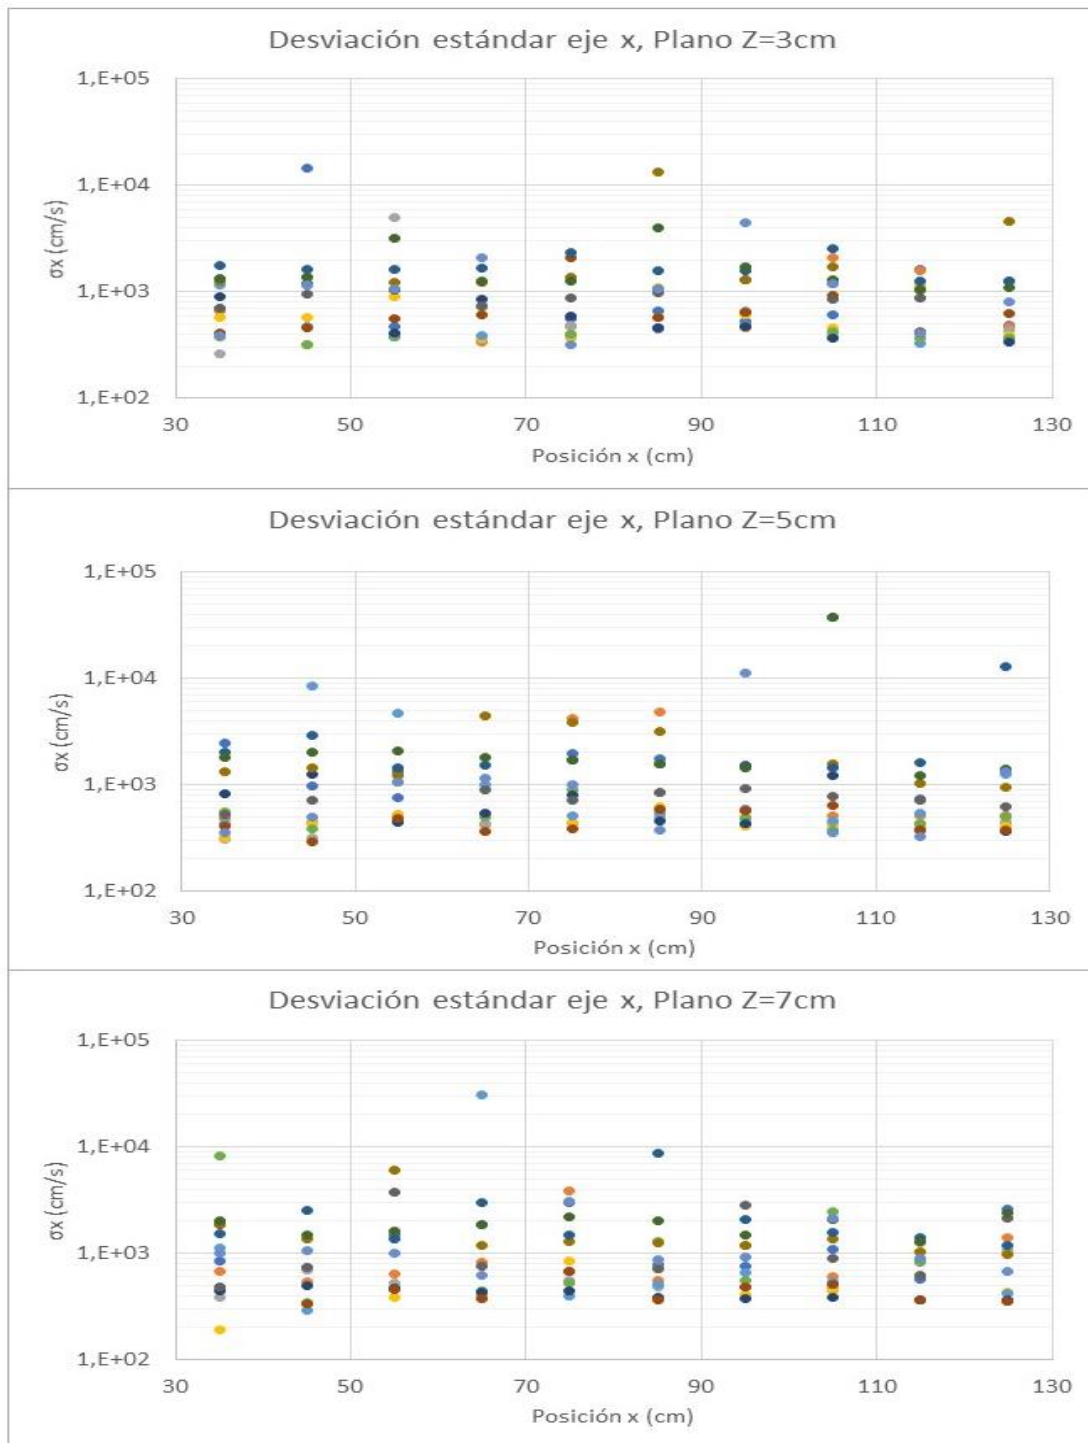 Desviación estándar eje x, Plano Z=3cm
1,E+05
1,E+04
1,E+03
1,E+02
σx (cm/s)
30 50 70 90 110 130
Posición x (cm)
Desviación estándar eje x, Plano Z=5cm
1,E+05
1,E+04
1,E+03
1,E+02
σx (cm/s)
30 50 70 90 110 130
Posición x (cm)
Desviación estándar eje x, Plano Z=7cm
1,E+05
1,E+04
1,E+03
1,E+02
σx (cm/s)
30 50 70 90 110 130
Posición x (cm)